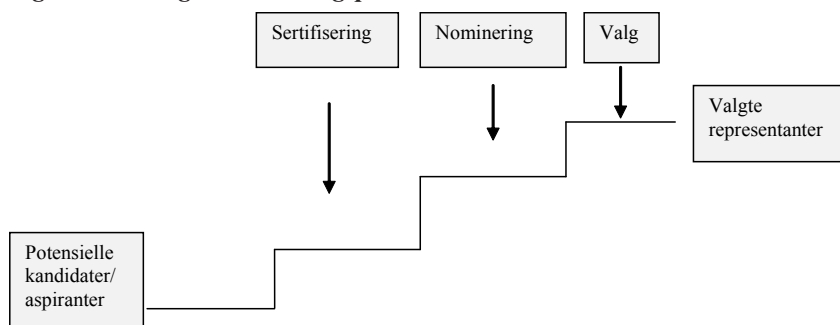 Sertifisering
Nominering
Valg
Valgte
representanter
Potensielle
kandidater/
aspiranter